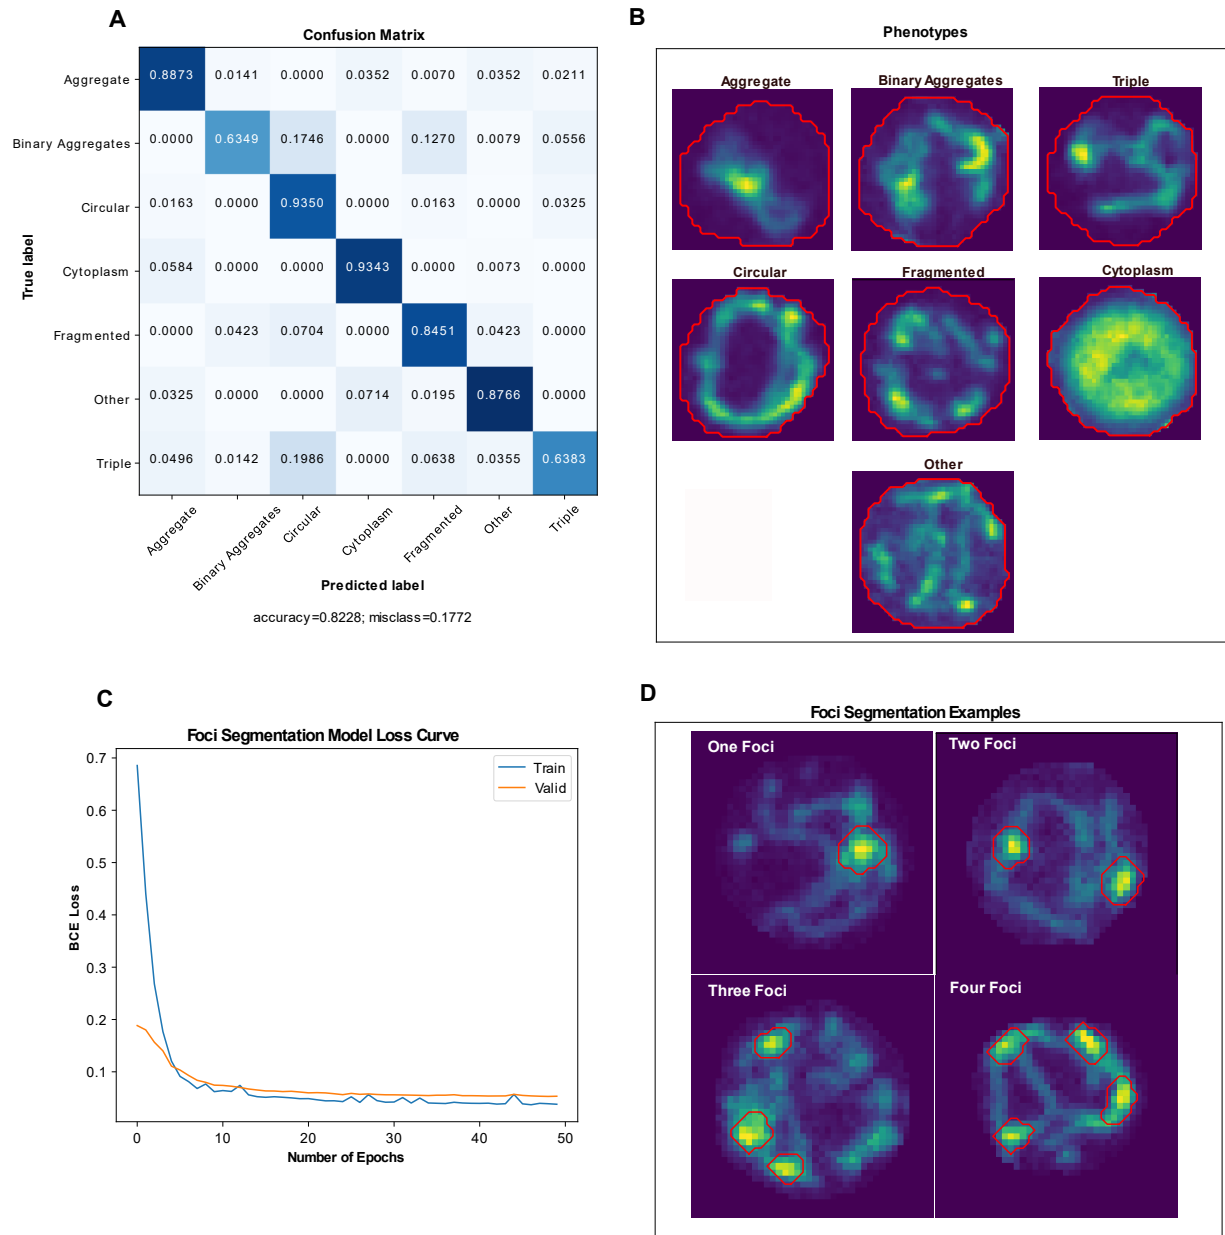 A
Confusion Matrix
True label
Aggregate 0.8873 0.0141 0.0000 0.0352 0.0070 0.0352 0.0211
Binary Aggregates 0.0000 0.6349 0.1746 0.0000 0.1270 0.0079 0.0556
Circular 0.0163 0.0000 0.9350 0.0000 0.0163 0.0000 0.0325
Cytoplasm 0.0584 0.0000 0.0000 0.9343 0.0000 0.0073 0.0000
Fragmented 0.0000 0.0423 0.0704 0.0000 0.8451 0.0423 0.0000
Other 0.0325 0.0000 0.0000 0.0714 0.0195 0.8766 0.0000
Triple 0.0496 0.0142 0.1986 0.0000 0.0638 0.0355 0.6383
Aggregate Binary Aggregates Circular Cytoplasm Fragmented Other Triple
Predicted label
accuracy=0.8228; misclass=0.1772
B
Phenotypes
Aggregate Binary Aggregates Triple
Circular Fragmented Cytoplasm
Other
C
Foci Segmentation Model Loss Curve
Train
Valid
BCE Loss
0.7
0.6
0.5
0.4
0.3
0.2
0.1
0 10 20 30 40 50
Number of Epochs
D
Foci Segmentation Examples
One Foci Two Foci
Three Foci Four Foci